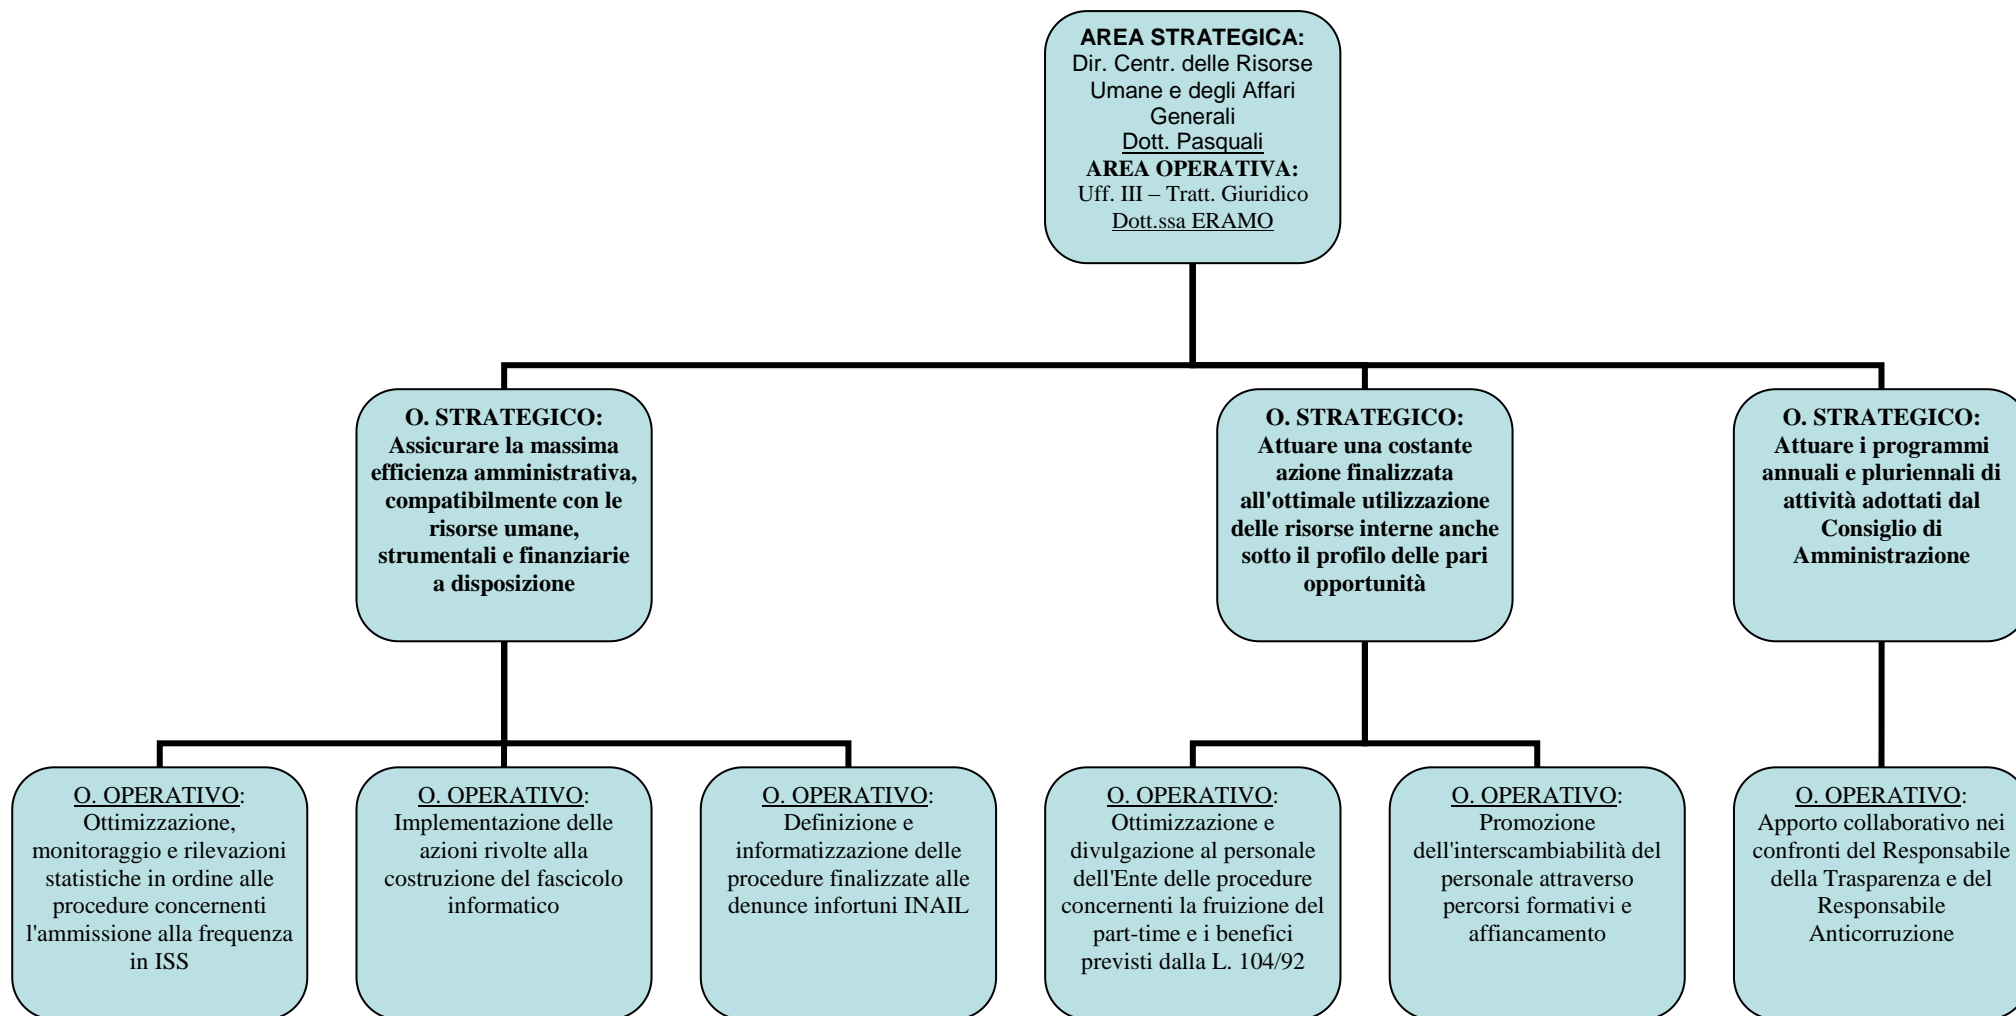 AREA STRATEGICA:
Dir. Centr. delle Risorse
Umane e degli Affari
Generali
Dott. Pasquali
AREA OPERATIVA:
Uff. III – Tratt. Giuridico
Dott.ssa ERAMO
O. STRATEGICO:
Assicurare la massima
efficienza amministrativa,
compatibilmente con le
risorse umane,
strumentali e finanziarie
a disposizione
O. STRATEGICO:
Attuare una costante
azione finalizzata
all'ottimale utilizzazione
delle risorse interne anche
sotto il profilo delle pari
opportunità
O. STRATEGICO:
Attuare i programmi
annuali e pluriennali di
attività adottati dal
Consiglio di
Amministrazione
O. OPERATIVO:
Ottimizzazione,
monitoraggio e rilevazioni
statistiche in ordine alle
procedure concernenti
l'ammissione alla frequenza
in ISS
O. OPERATIVO:
Implementazione delle
azioni rivolte alla
costruzione del fascicolo
informatico
O. OPERATIVO:
Definizione e
informatizzazione delle
procedure finalizzate alle
denunce infortuni INAIL
O. OPERATIVO:
Ottimizzazione e
divulgazione al personale
dell'Ente delle procedure
concernenti la fruizione del
part-time e i benefici
previsti dalla L. 104/92
O. OPERATIVO:
Promozione
dell'interscambiabilità del
personale attraverso
percorsi formativi e
affiancamento
O. OPERATIVO:
Apporto collaborativo nei
confronti del Responsabile
della Trasparenza e del
Responsabile
Anticorruzione